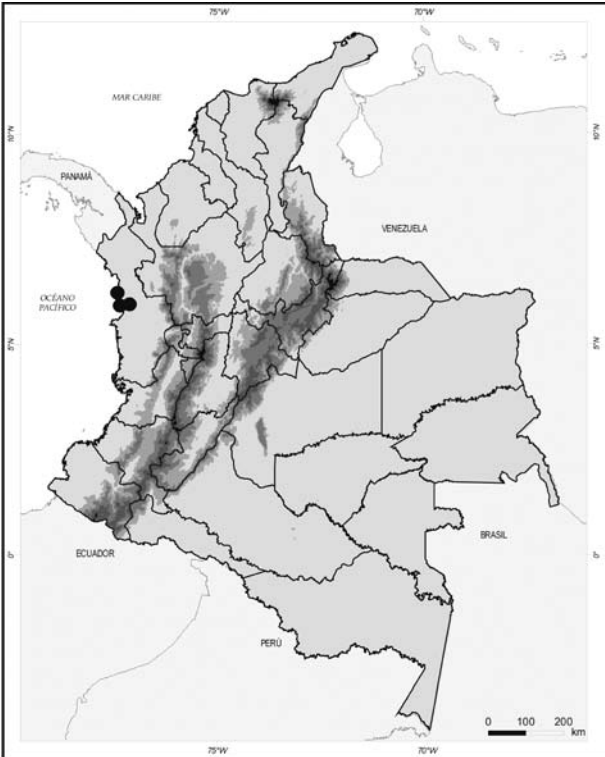 75°W
70°W
MAR CARIBE
10°N
10°N
PANAMÁ
VENEZUELA
OCÉANO
PACÍFICO
5°N
5°N
BRASIL
ECUADOR
0°
0°
PERÚ
0 100 200
km
75°W
70°W